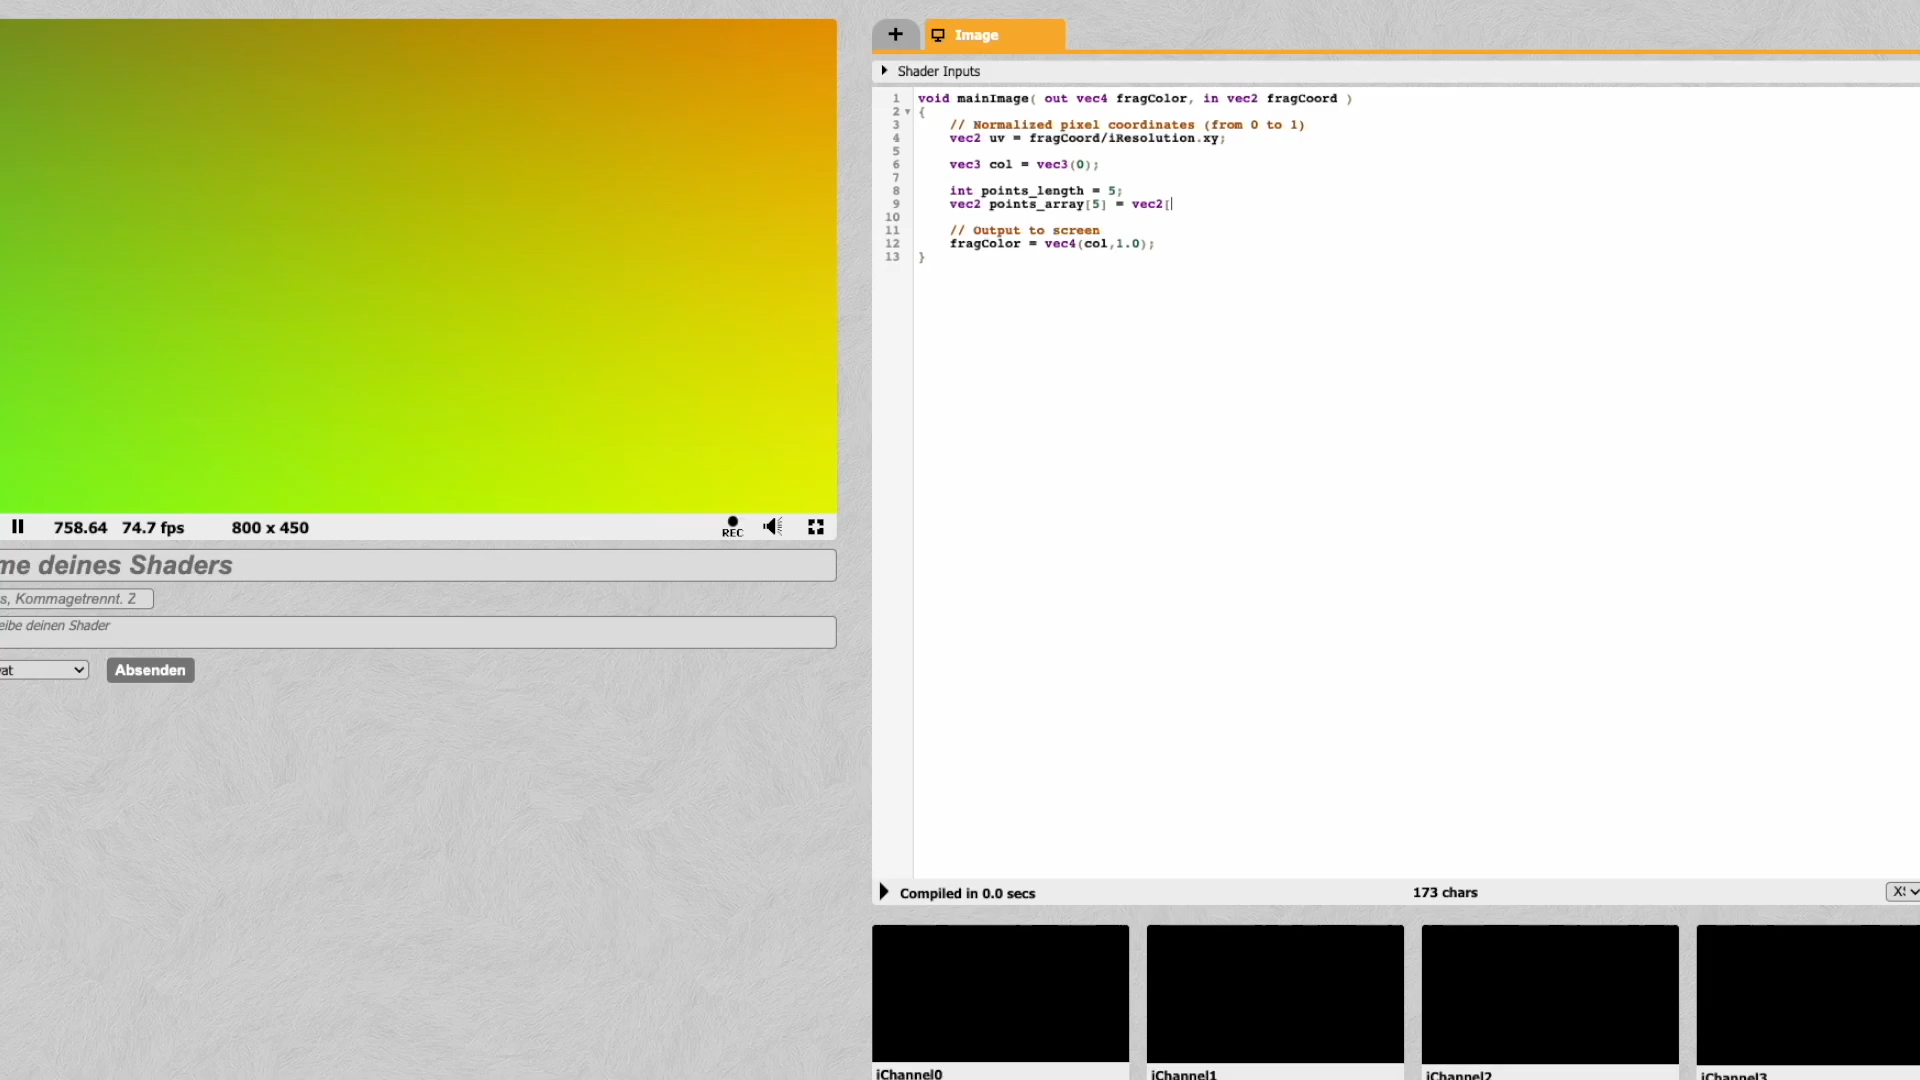 + Image
Shader Inputs
1 void mainImage( out vec4 fragColor, in vec2 fragCoord )
2 {
3 // Normalized pixel coordinates (from 0 to 1)
4 vec2 uv = fragCoord/iResolution.xy;
5
6 vec3 col = vec3(0);
7
8 int points_length = 5;
9 vec2 points_array[5] = vec2[
10
11 // Output to screen
12 fragColor = vec4(col,1.0);
13 }
758.64 74.7 fps 800 x 450 REC
me deines Shaders
s, Kommagetrennt. Z
eibe deinen Shader
at Absenden
Compiled in 0.0 secs 173 chars
iChannel0 iChannel1 iChannel2 iChannel3